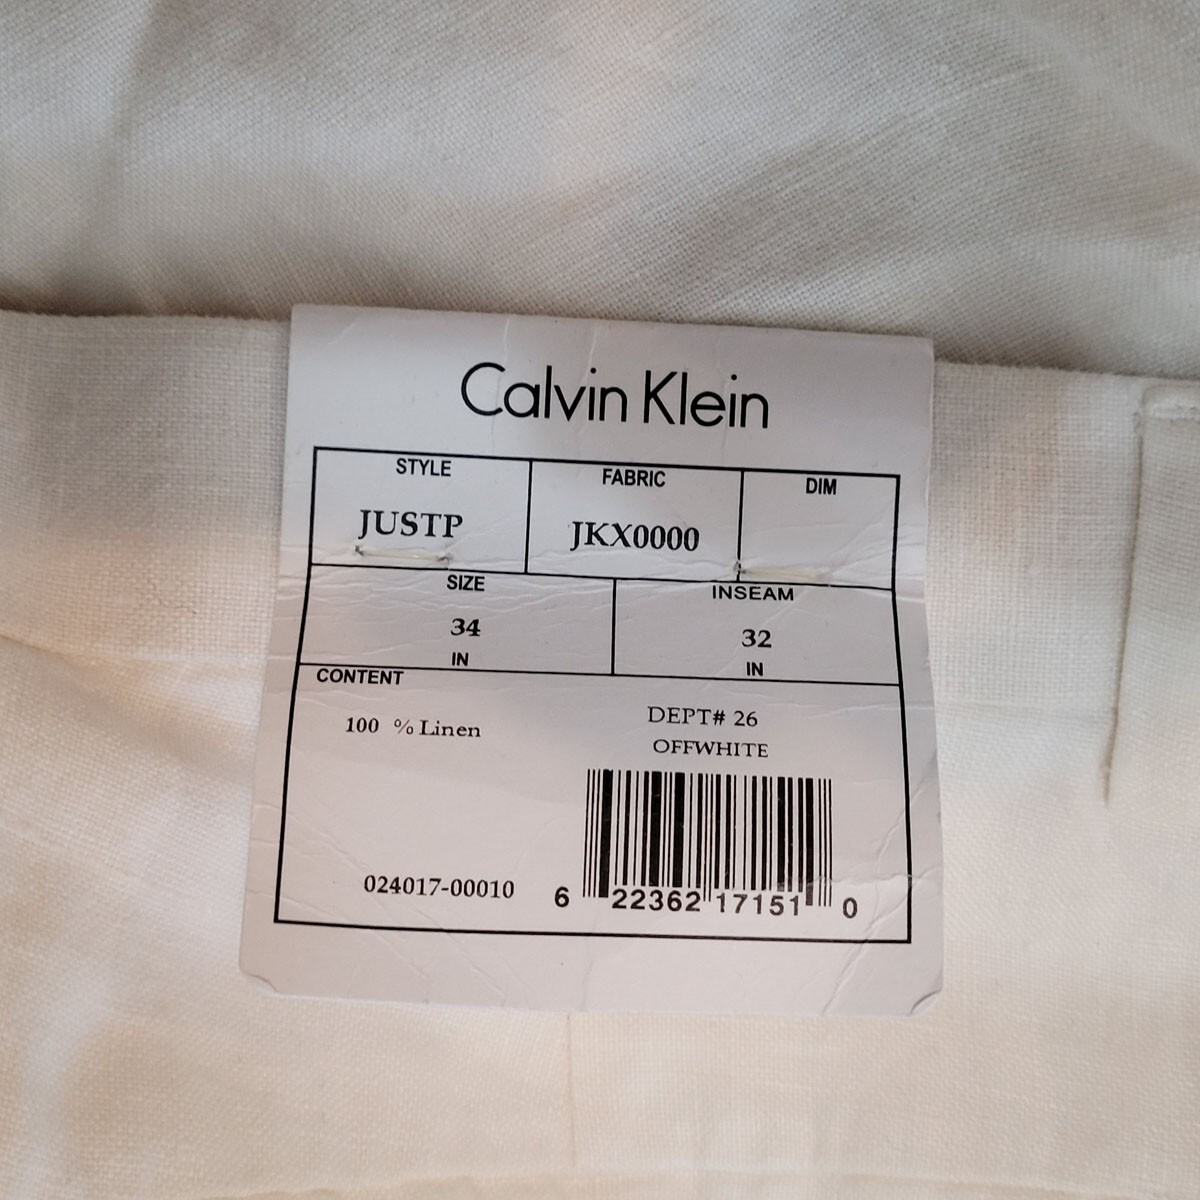 Calvin Klein
STYLE FABRIC DIM
JUSTP JKX0000
SIZE INSEAM
34 32
IN IN
CONTENT
100 % Linen
DEPT# 26
OFFWHITE
024017-00010
6 22362 17151 0